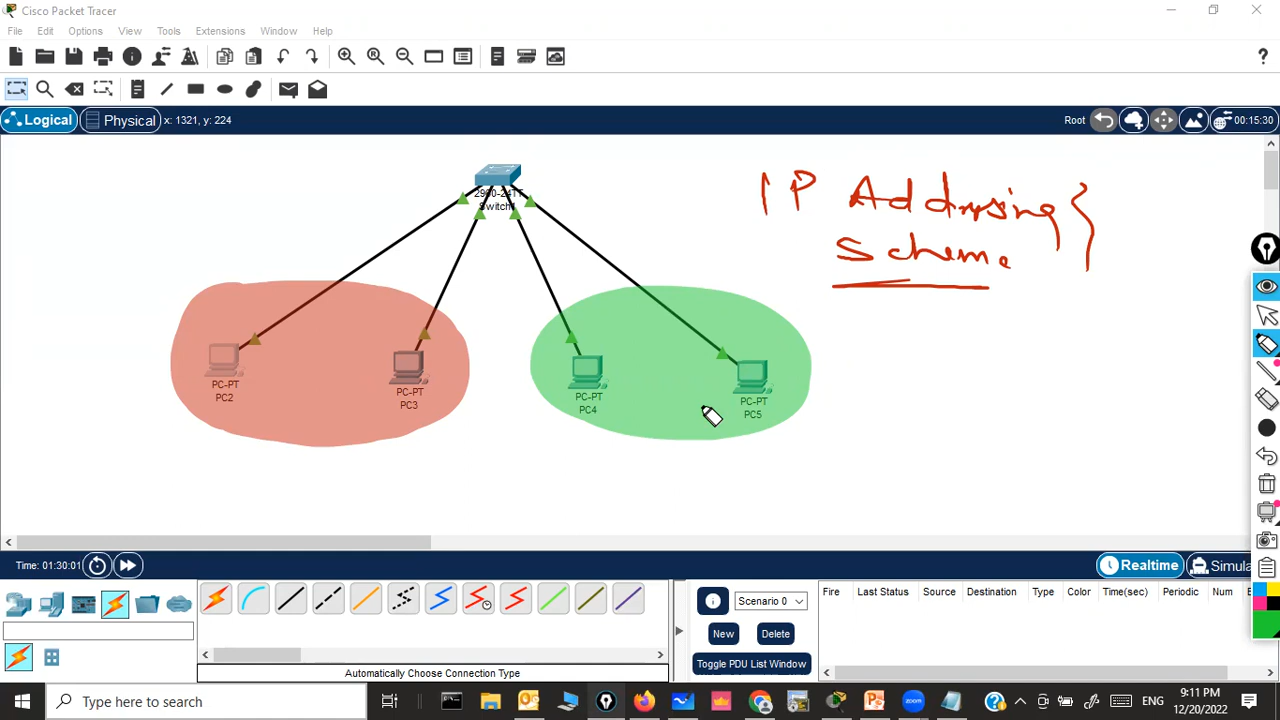 Cisco Packet Tracer
File Edit Options View Tools Extensions Window Help
?
Logical Physical x: 1321, y: 224 Root 00:15:30
2960-24TT
Switch1
IP Addrssing
Scheme
PC-PT
PC2
PC-PT
PC3
PC-PT
PC4
PC-PT
PC5
Time: 01:30:01 Realtime Simula
Scenario 0
Fire Last Status Source Destination Type Color Time(sec) Periodic Num
New Delete
Toggle PDU List Window
Automatically Choose Connection Type
Type here to search
9:11 PM
12/20/2022